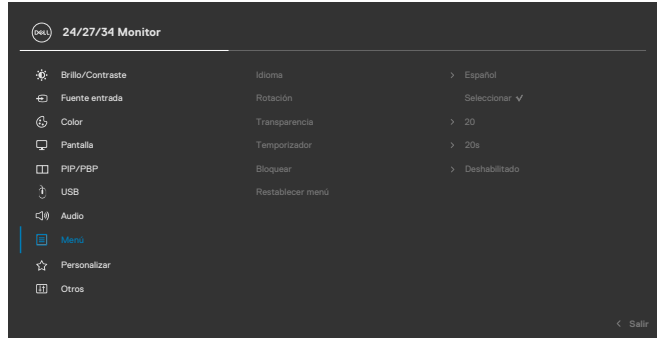 DELL 24/27/34 Monitor
Brillo/Contraste Idioma > Español
Fuente entrada Rotación Seleccionar ✓
Color Transparencia > 20
Pantalla Temporizador > 20s
PIP/PBP Bloquear > Deshabilitado
USB Restablecer menú
Audio
Menú
Personalizar
Otros
< Salir